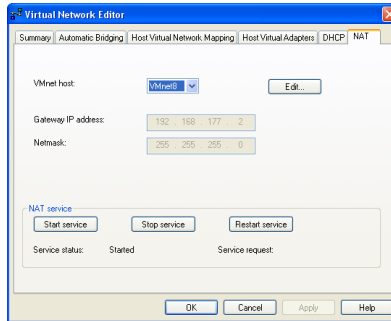 Virtual Network Editor
Summary Automatic Bridging Host Virtual Network Mapping Host Virtual Adapters DHCP NAT
VMnet host: VMnet8 Edit...
Gateway IP address: 192 . 168 . 177 . 2
Netmask: 255 . 255 . 255 . 0
NAT service
Start service Stop service Restart service
Service status: Started Service request:
OK Cancel Apply Help